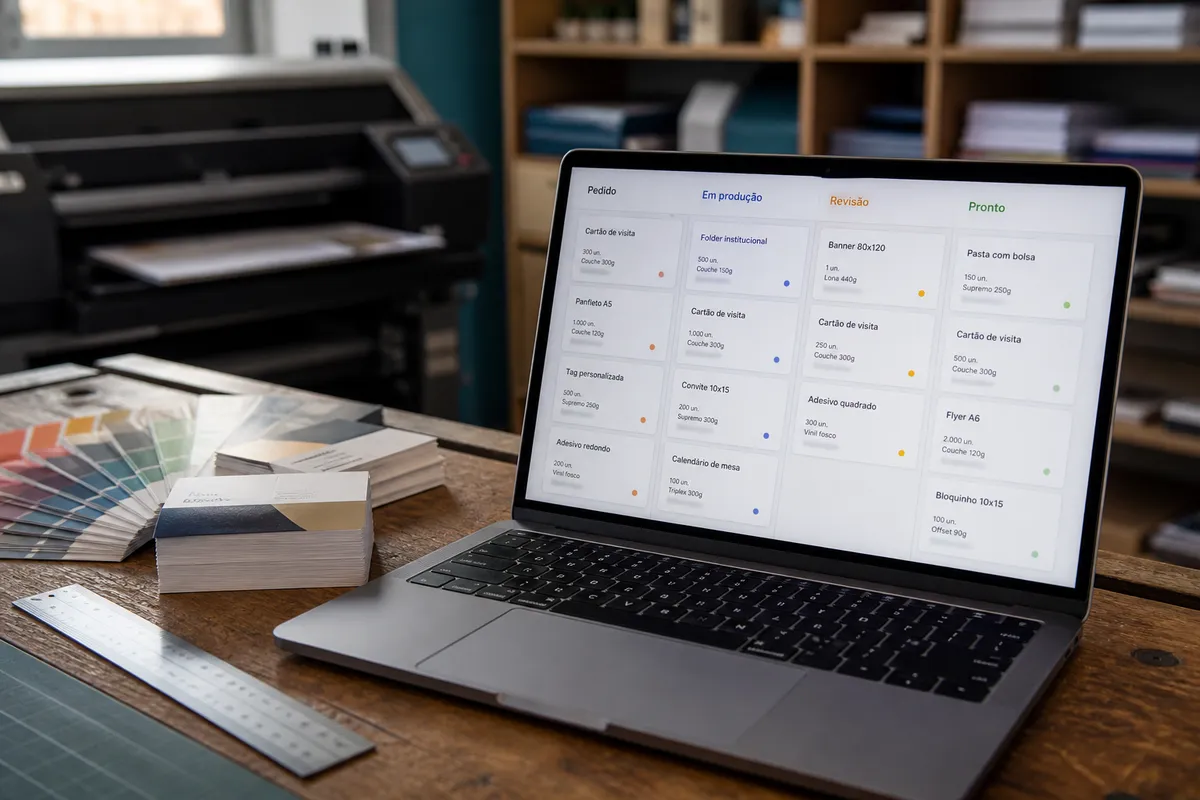 Pedido
Cartão de visita
300 un.
Couche 300g
Panfleto A5
1.000 un.
Couche 120g
Tag personalizada
500 un.
Supremo 250g
Adesivo redondo
200 un.
Vinil fosco
Em produção
Folder institucional
500 un.
Couche 150g
Cartão de visita
1.000 un.
Couche 300g
Convite 10x15
200 un.
Supremo 300g
Calendário de mesa
100 un.
Triplex 300g
Revisão
Banner 80x120
1 un.
Lona 440g
Cartão de visita
250 un.
Couche 300g
Adesivo quadrado
300 un.
Vinil fosco
Pronto
Pasta com bolsa
150 un.
Supremo 250g
Cartão de visita
500 un.
Couche 300g
Flyer A6
2.000 un.
Couche 120g
Bloquinho 10x15
100 un.
Offset 90g